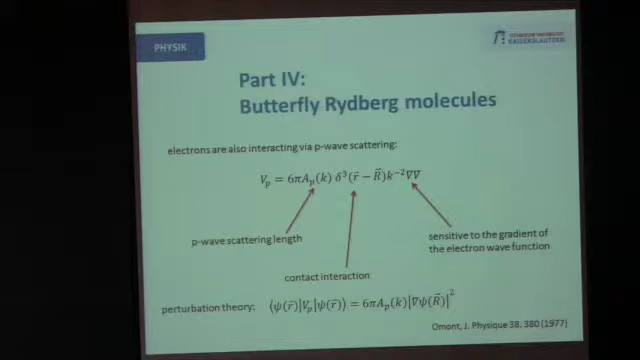 PHYSIK
TECHNISCHE UNIVERSITÄT
KAISERSLAUTERN
Part IV:
Butterfly Rydberg molecules
electrons are also interacting via p-wave scattering:
V_p = 6πA_p(k) δ³(r⃗ − R⃗)k⁻²∇∇
p-wave scattering length
contact interaction
sensitive to the gradient of
the electron wave function
perturbation theory: ⟨ψ(r⃗)|V_p|ψ(r⃗)⟩ = 6πA_p(k)|∇ψ(R⃗)|²
Omont, J. Physique 38, 380 (1977)